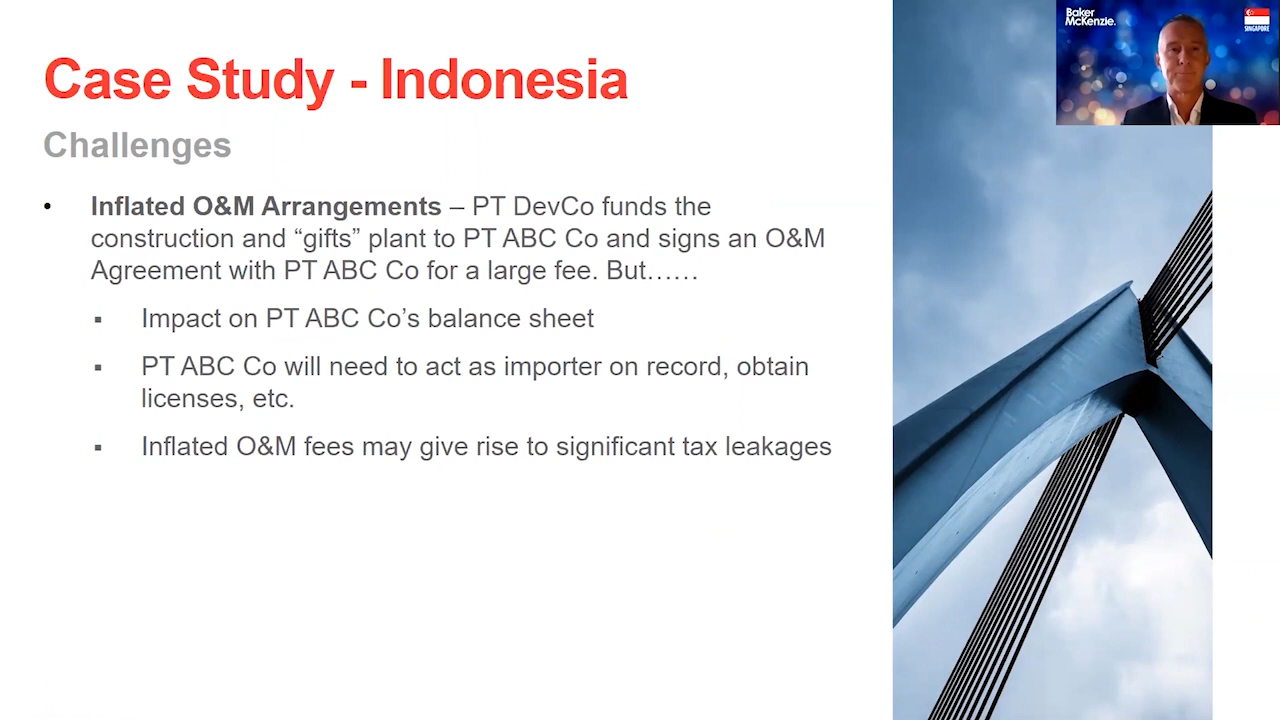 Case Study - Indonesia
Challenges
• Inflated O&M Arrangements – PT DevCo funds the
construction and “gifts” plant to PT ABC Co and signs an O&M
Agreement with PT ABC Co for a large fee. But……
▪ Impact on PT ABC Co’s balance sheet
▪ PT ABC Co will need to act as importer on record, obtain
licenses, etc.
▪ Inflated O&M fees may give rise to significant tax leakages
Baker
McKenzie.
SINGAPORE